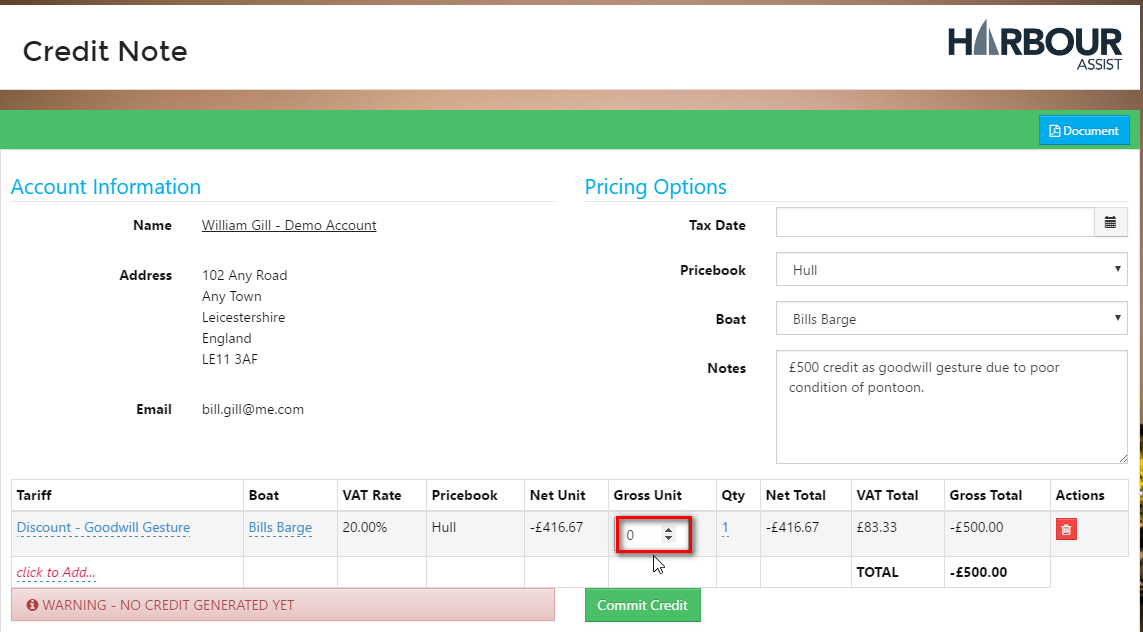 Credit Note
HARBOUR
ASSIST
Document
Account Information
Name William Gill - Demo Account
Address 102 Any Road
Any Town
Leicestershire
England
LE11 3AF
Email bill.gill@me.com
Pricing Options
Tax Date
Pricebook Hull
Boat Bills Barge
Notes £500 credit as goodwill gesture due to poor
condition of pontoon.
Tariff Boat VAT Rate Pricebook Net Unit Gross Unit Qty Net Total VAT Total Gross Total Actions
Discount - Goodwill Gesture Bills Barge 20.00% Hull -£416.67 0 1 -£416.67 £83.33 -£500.00
click to Add... TOTAL -£500.00
WARNING - NO CREDIT GENERATED YET Commit Credit